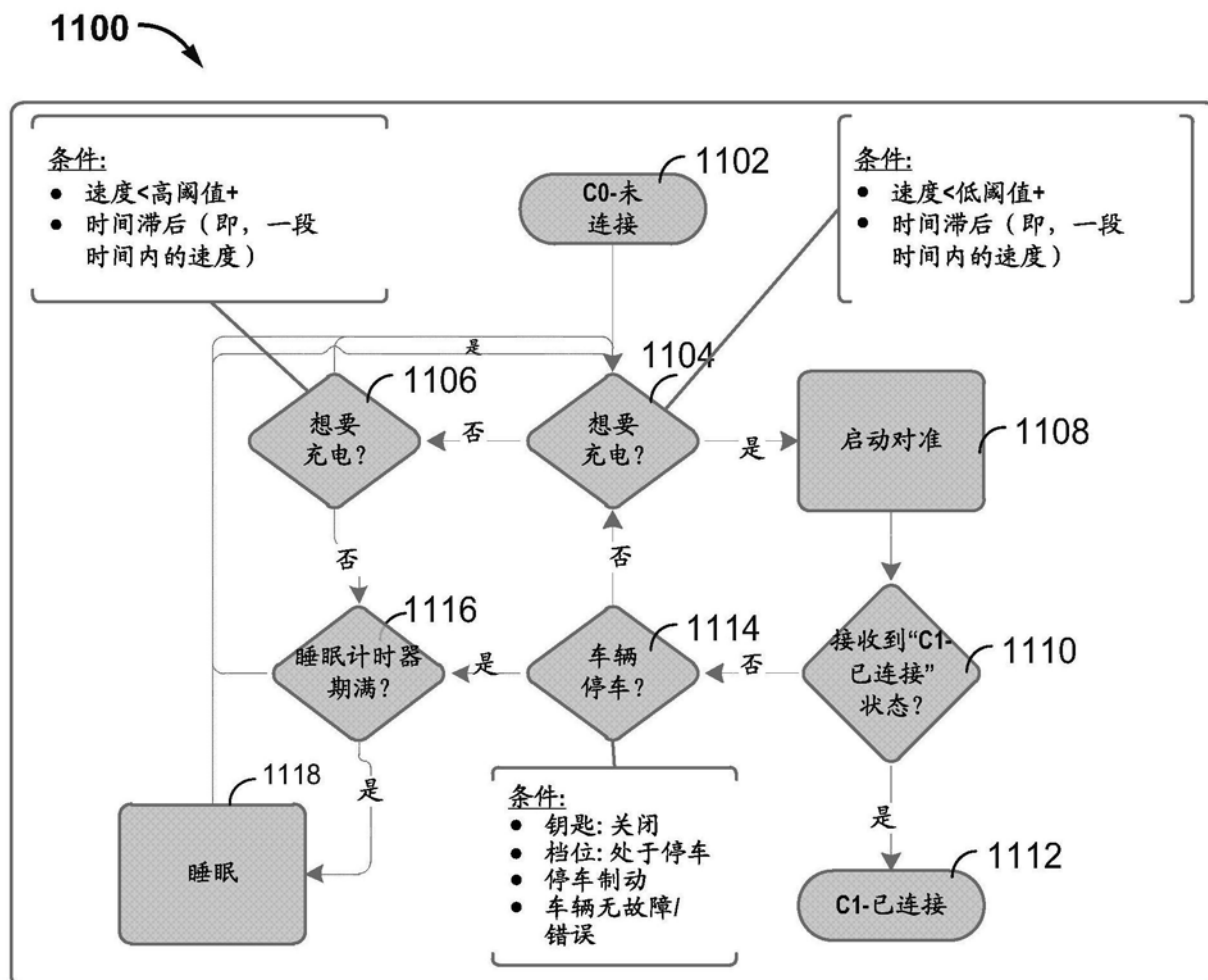 1100
条件:
● 速度<高阈值+
● 时间滞后（即，一段
时间内的速度）
1102
C0-未
连接
条件:
● 速度<低阈值+
● 时间滞后（即，一段
时间内的速度）
是
1106
想要
充电?
否
1104
想要
充电?
是
1108
启动对准
否
否
1116
睡眠计时器
期满?
是
1114
车辆
停车?
否
1110
接收到“C1-
已连接”
状态?
1118
睡眠
是
条件:
● 钥匙: 关闭
● 档位: 处于停车
● 停车制动
● 车辆无故障/
错误
是
1112
C1-已连接